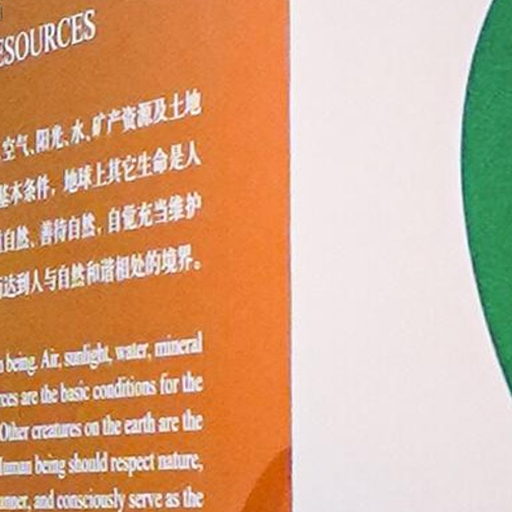 ESOURCES
空气、阳光、水、矿产资源及土地
基本条件，地球上其它生命是人
自然、善待自然，自觉充当维护
达到人与自然和谐相处的境界。
being. Air, sunlight, water, mineral
ces are the basic conditions for the
Other creatures on the earth are the
Human being should respect nature,
nner, and consciously serve as the